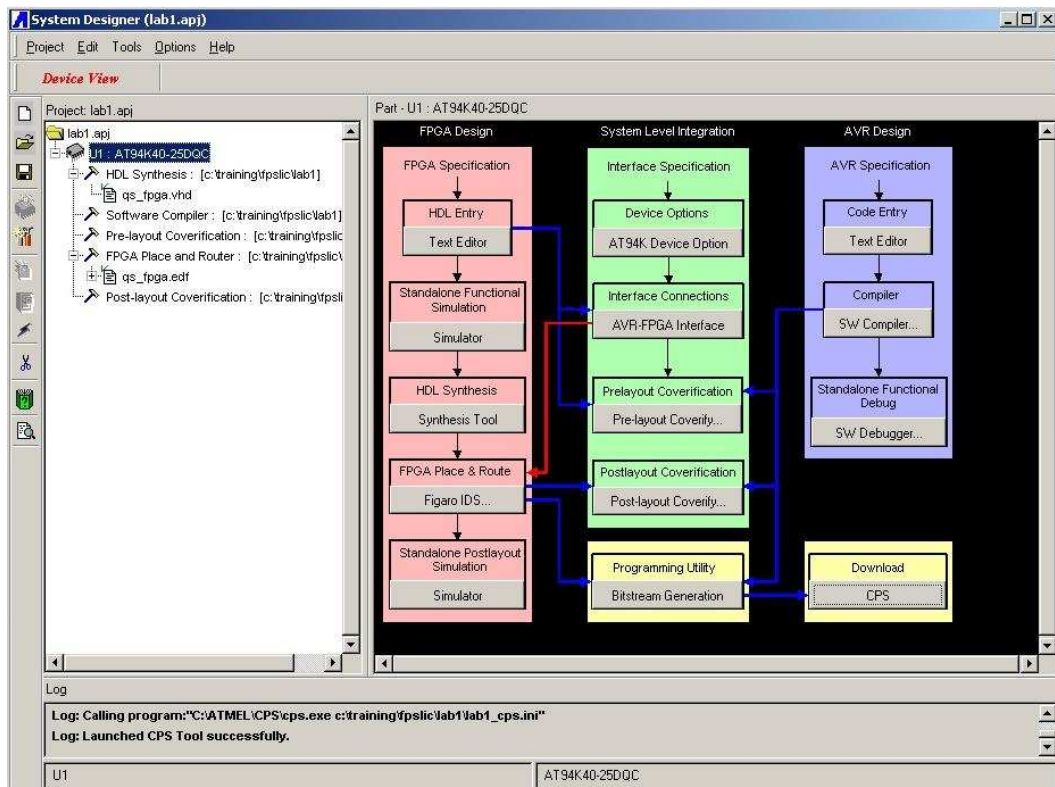 System Designer (lab1.apj)
Project Edit Tools Options Help
Device View
Project: lab1.apj
lab1.apj
U1 : AT94K40-25DQC
HDL Synthesis : [c:\training\fpslic\lab1]
qs_fpga.vhd
Software Compiler : [c:\training\fpslic\lab1]
Pre-layout Coverification : [c:\training\fpslic
FPGA Place and Router : [c:\training\fpslic\
qs_fpga.edf
Post-layout Coverification : [c:\training\fpsli
Part - U1 : AT94K40-25DQC
FPGA Design
FPGA Specification
HDL Entry
Text Editor
Standalone Functional
Simulation
Simulator
HDL Synthesis
Synthesis Tool
FPGA Place & Route
Figaro IDS...
Standalone Postlayout
Simulation
Simulator
System Level Integration
Interface Specification
Device Options
AT94K Device Option
Interface Connections
AVR-FPGA Interface
Prelayout Coverification
Pre-layout Coverify...
Postlayout Coverification
Post-layout Coverify...
Programming Utility
Bitstream Generation
AVR Design
AVR Specification
Code Entry
Text Editor
Compiler
SW Compiler...
Standalone Functional
Debug
SW Debugger...
Download
CPS
Log
Log: Calling program:"C:\ATMEL\CPS\cps.exe c:\training\fpslic\lab1\lab1_cps.ini"
Log: Launched CPS Tool successfully.
U1
AT94K40-25DQC